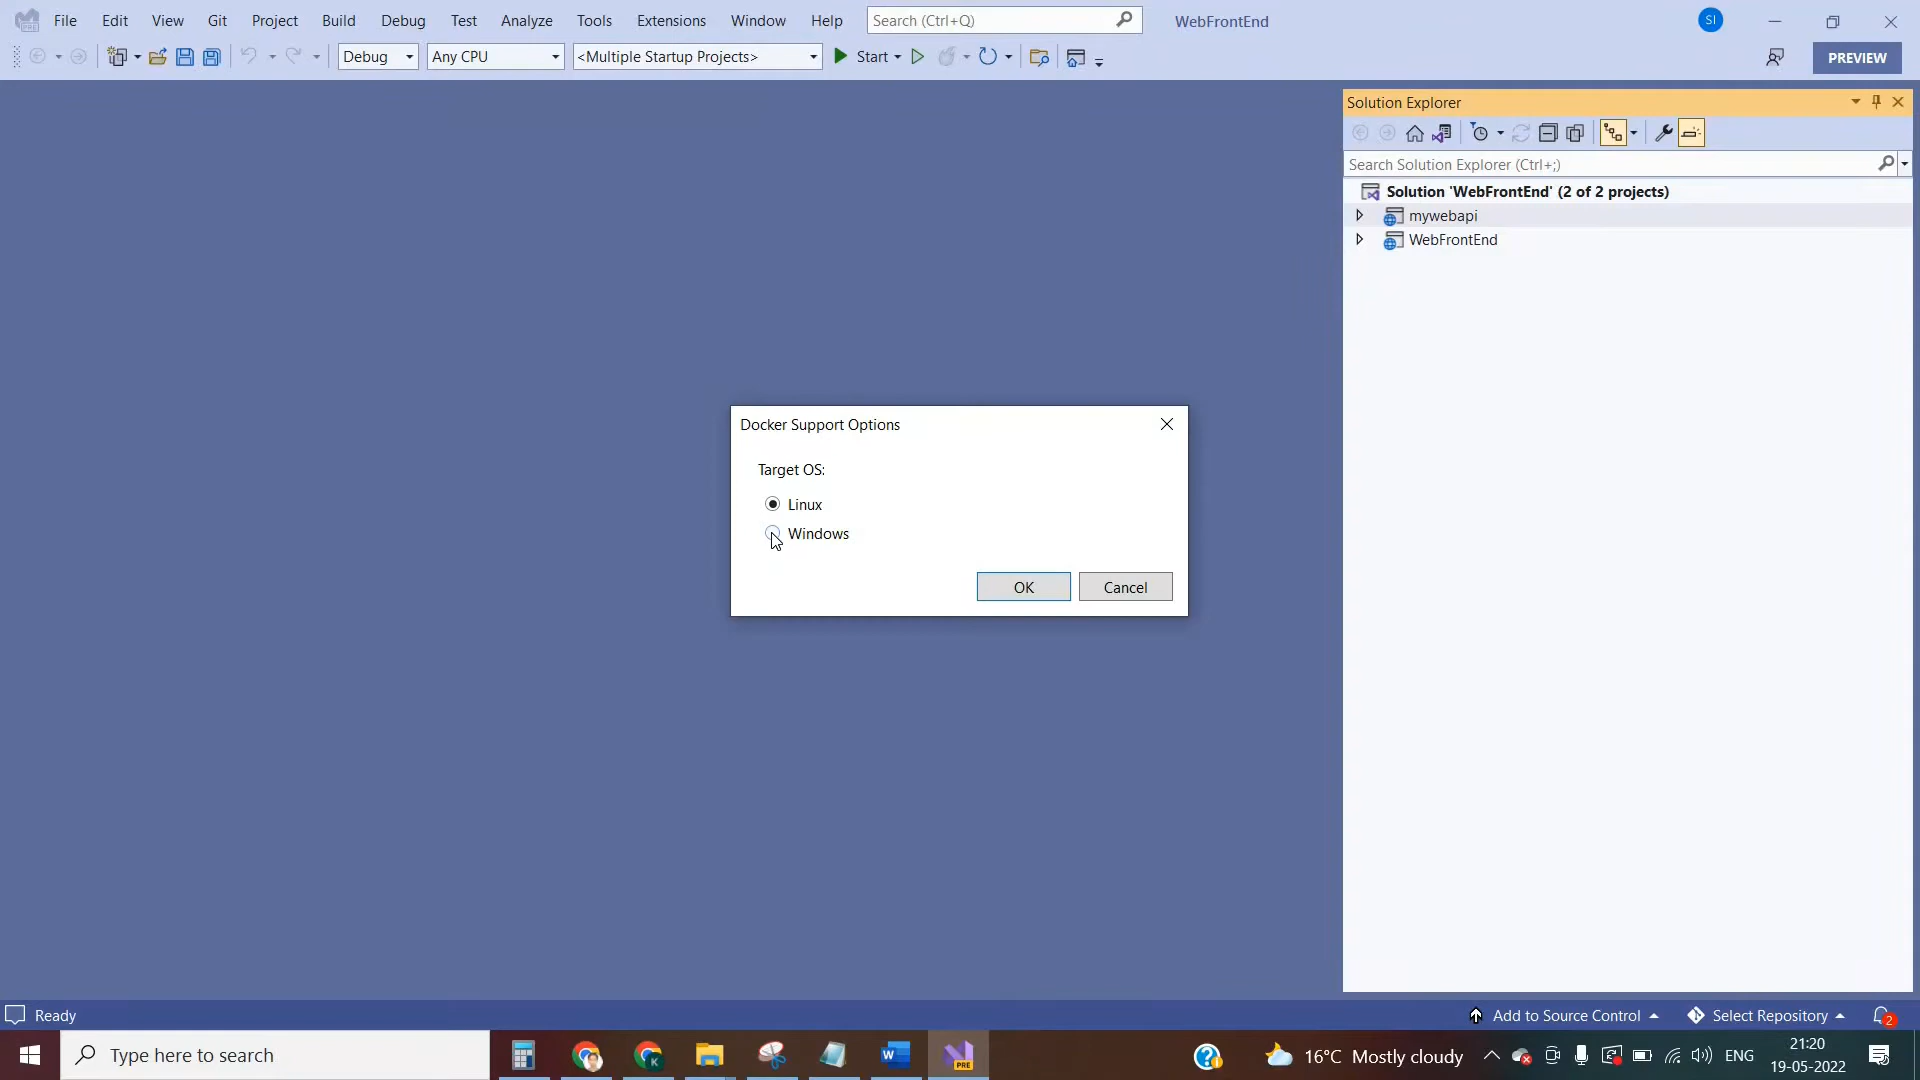 File Edit View Git Project Build Debug Test Analyze Tools Extensions Window Help Search (Ctrl+Q) WebFrontEnd SI
Debug Any CPU <Multiple Startup Projects> Start PREVIEW
Solution Explorer
Search Solution Explorer (Ctrl+;)
Solution 'WebFrontEnd' (2 of 2 projects)
mywebapi
WebFrontEnd
Docker Support Options
Target OS:
Linux
Windows
OK Cancel
Ready Add to Source Control Select Repository 2
Type here to search K W PRE 16°C Mostly cloudy ENG 21:20
19-05-2022